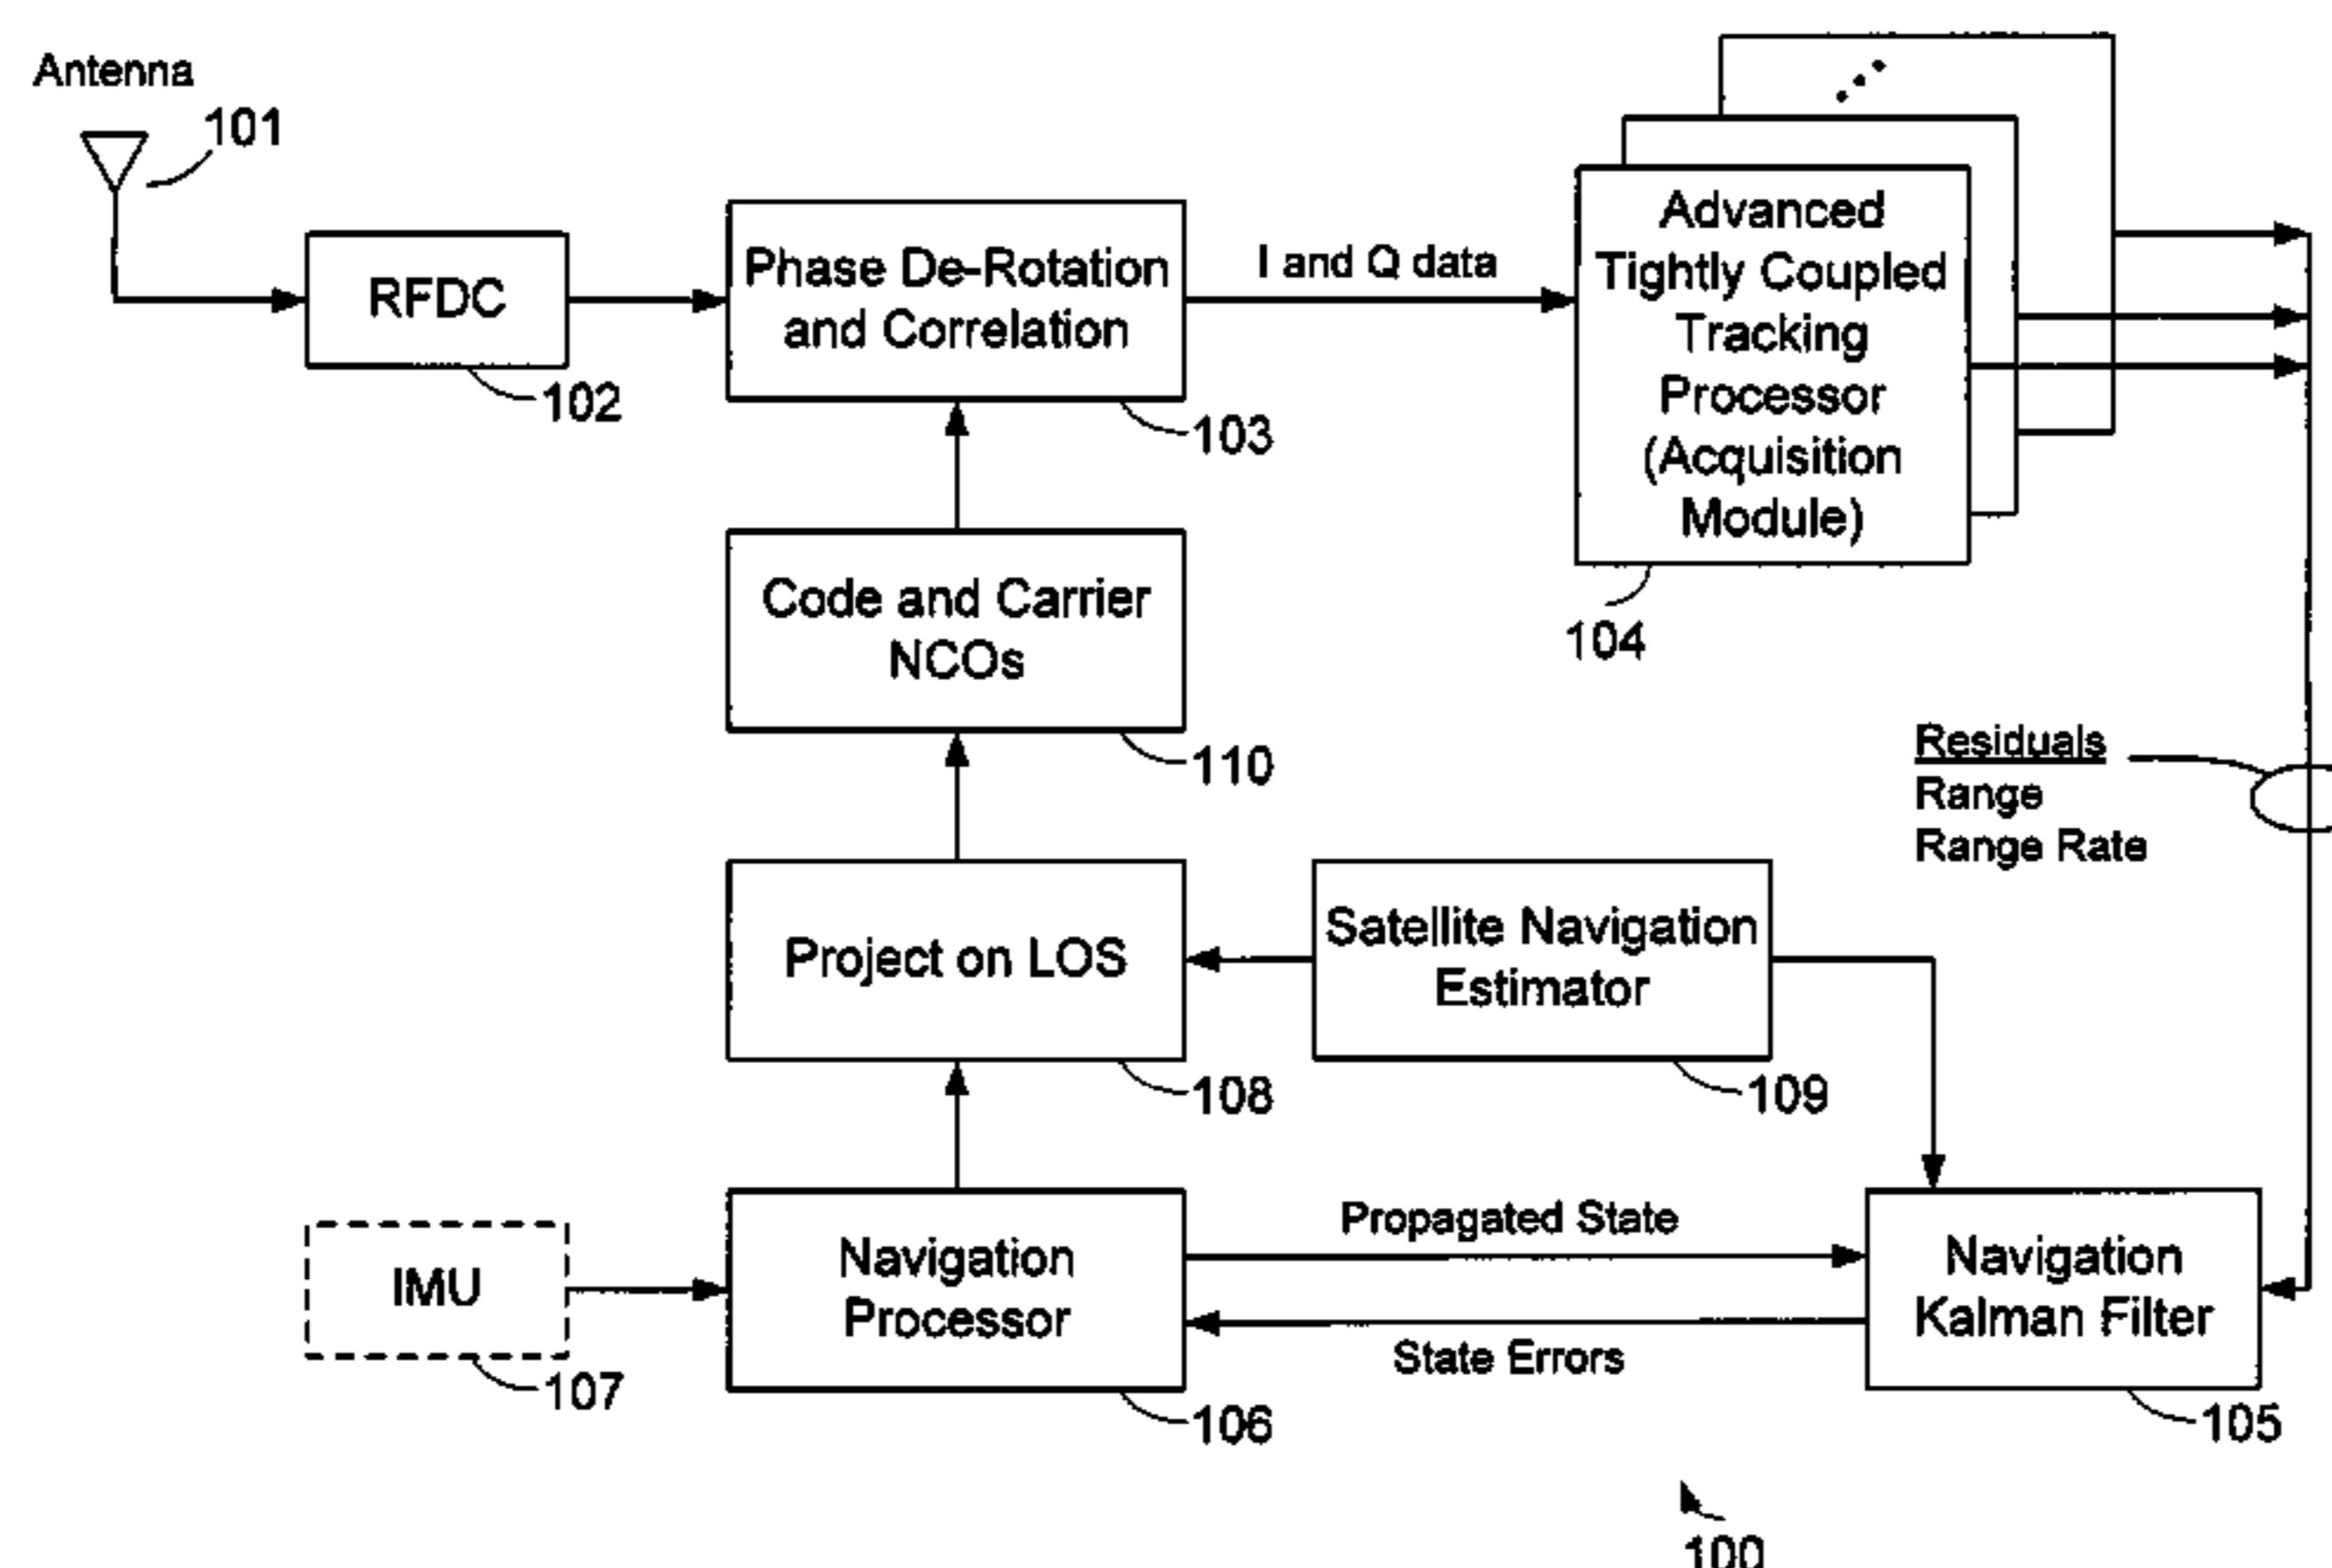 Antenna
101
RFDC
102
Phase De-Rotation
and Correlation
103
I and Q data
Advanced
Tightly Coupled
Tracking
Processor
(Acquisition
Module)
104
Code and Carrier
NCOs
110
Residuals
Range
Range Rate
Project on LOS
108
Satellite Navigation
Estimator
109
IMU
107
Navigation
Processor
106
Propagated State
State Errors
Navigation
Kalman Filter
105
100